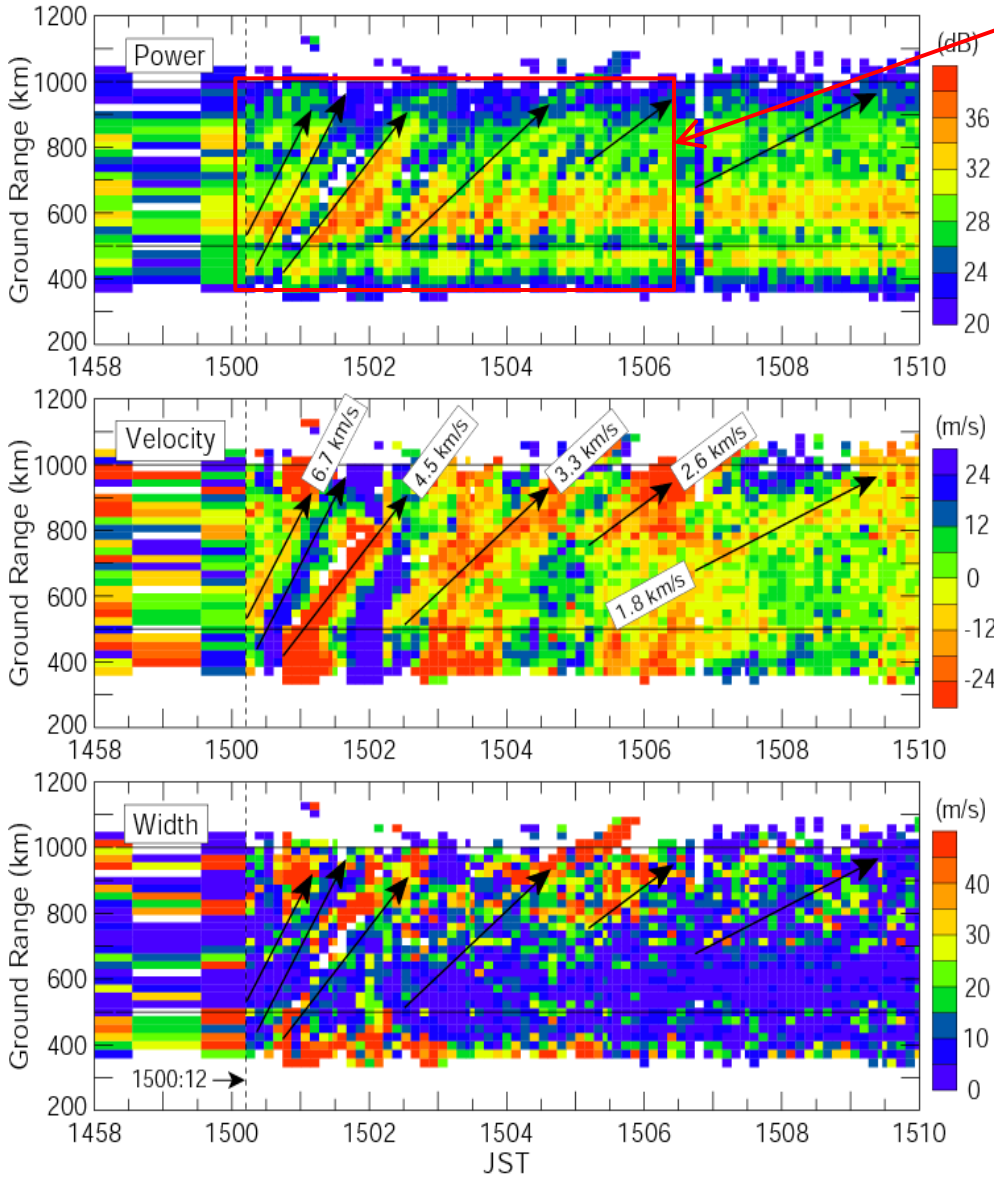 1200
1000
800
600
400
200
Ground Range (km)
Power
(dB)
36
32
28
24
20
1458 1500 1502 1504 1506 1508 1510
1200
1000
800
600
400
200
Ground Range (km)
Velocity
6.7 km/s
4.5 km/s
3.3 km/s
2.6 km/s
1.8 km/s
(m/s)
24
12
0
-12
-24
1458 1500 1502 1504 1506 1508 1510
1200
1000
800
600
400
200
Ground Range (km)
Width
1500:12
(m/s)
40
30
20
10
0
1458 1500 1502 1504 1506 1508 1510
JST